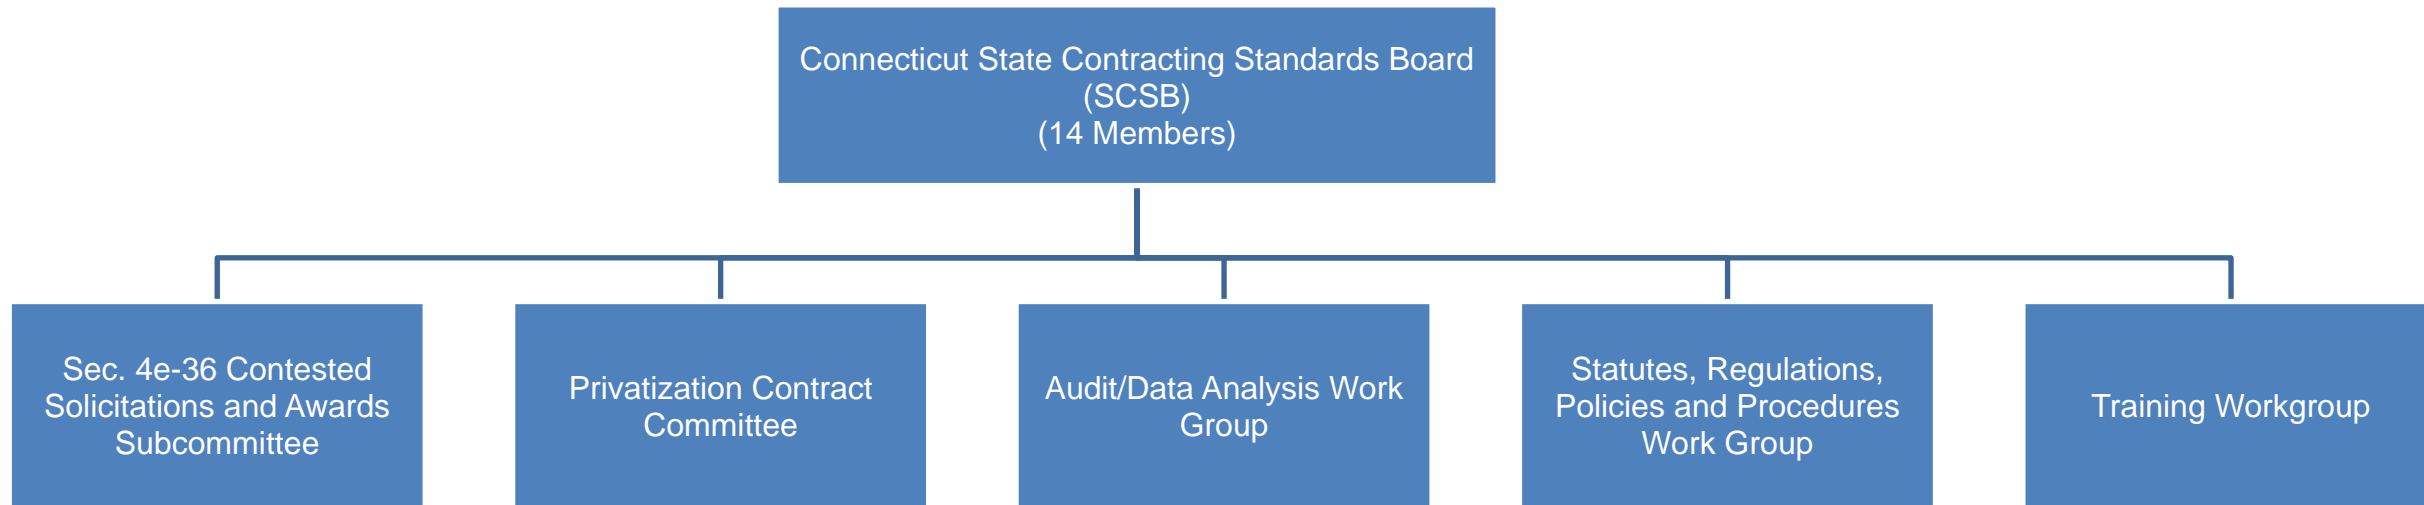 Connecticut State Contracting Standards Board
(SCSB)
(14 Members)
Sec. 4e-36 Contested
Solicitations and Awards
Subcommittee
Privatization Contract
Committee
Audit/Data Analysis Work
Group
Statutes, Regulations,
Policies and Procedures
Work Group
Training Workgroup